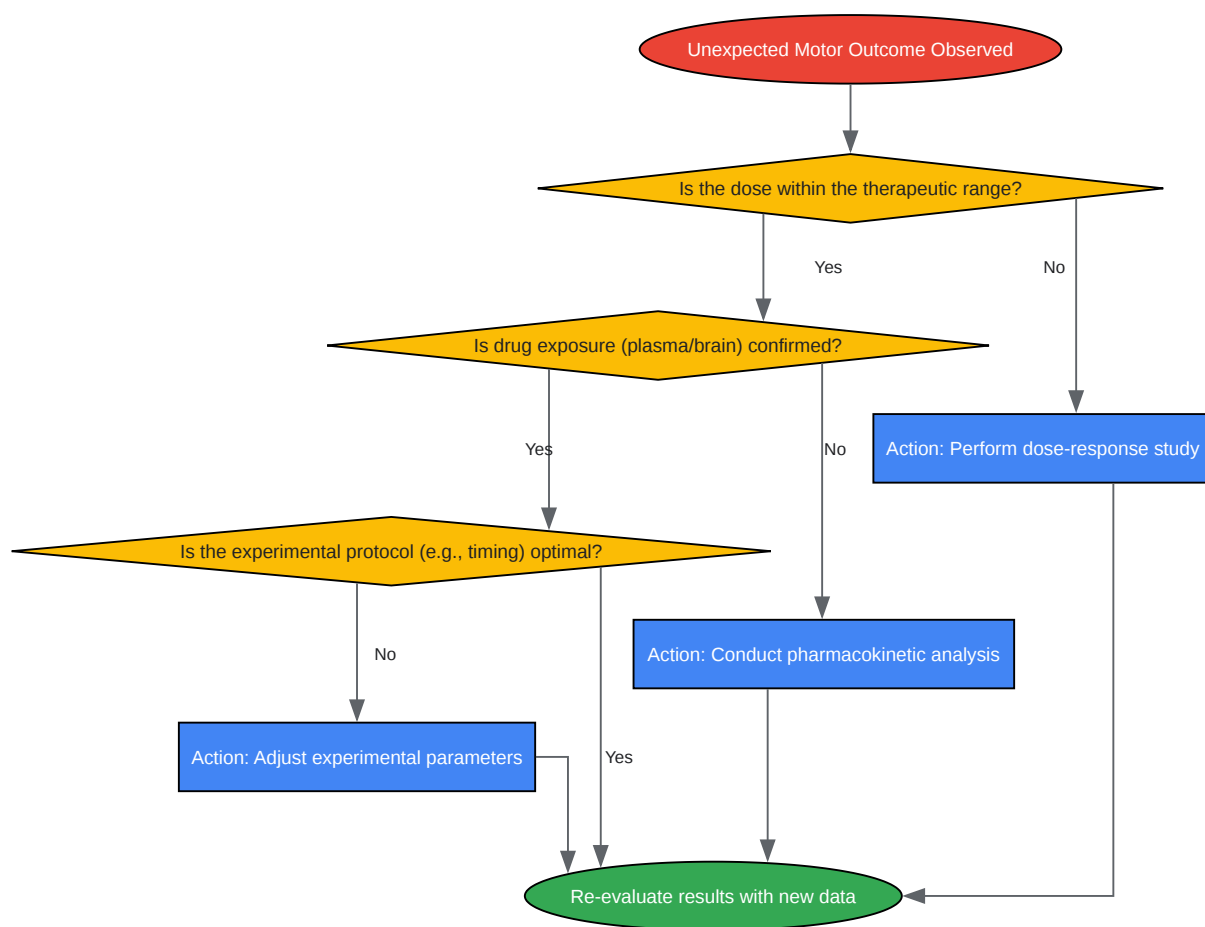 Unexpected Motor Outcome Observed
Is the dose within the therapeutic range?
Yes
No
Is drug exposure (plasma/brain) confirmed?
Yes
No
Action: Perform dose-response study
Is the experimental protocol (e.g., timing) optimal?
No
Action: Conduct pharmacokinetic analysis
Action: Adjust experimental parameters
Yes
Re-evaluate results with new data